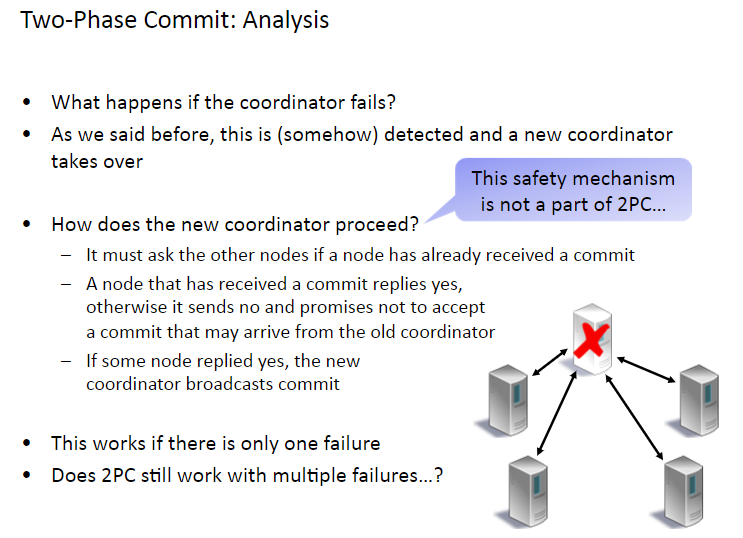 Two-Phase Commit: Analysis
• What happens if the coordinator fails?
• As we said before, this is (somehow) detected and a new coordinator
takes over
This safety mechanism
is not a part of 2PC…
• How does the new coordinator proceed?
– It must ask the other nodes if a node has already received a commit
– A node that has received a commit replies yes,
otherwise it sends no and promises not to accept
a commit that may arrive from the old coordinator
– If some node replied yes, the new
coordinator broadcasts commit
• This works if there is only one failure
• Does 2PC still work with multiple failures…?